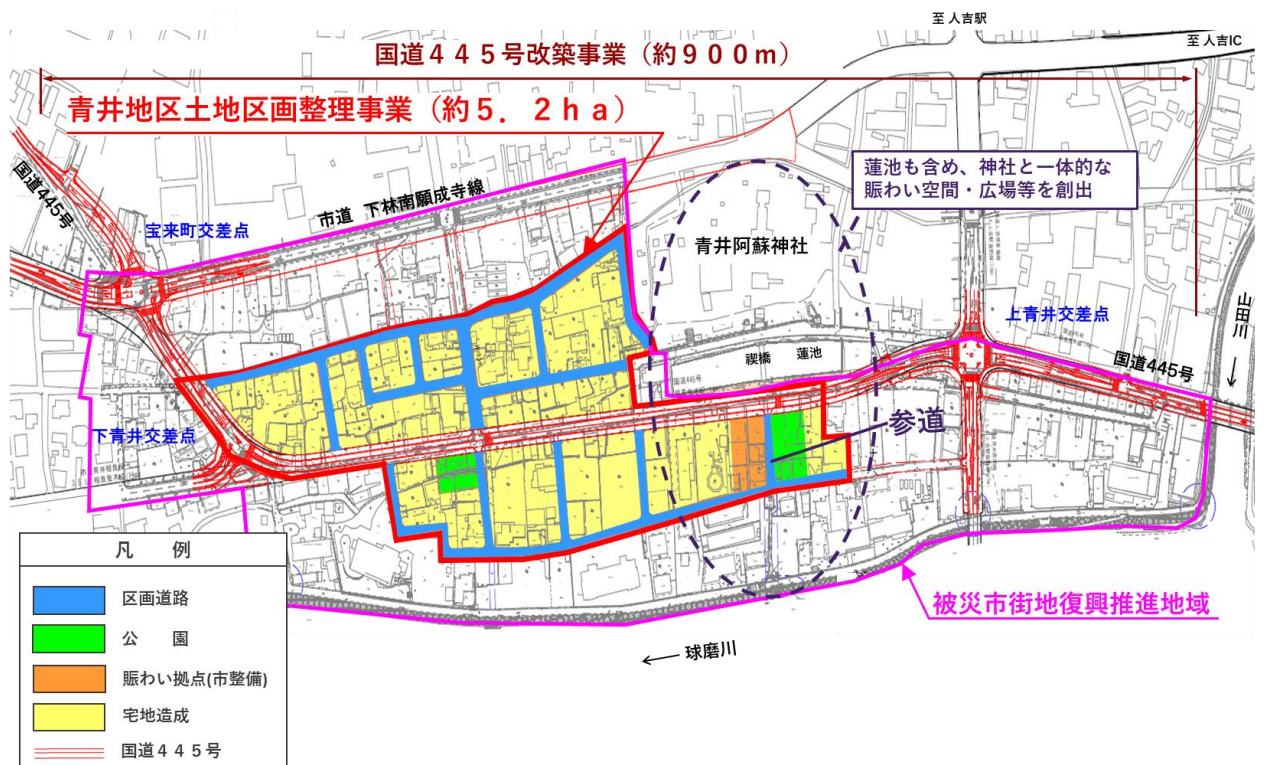 至 人吉駅
至 人吉IC
国道４４５号改築事業（約９００ｍ）
青井地区土地区画整理事業（約５．２ｈａ）
国道445号
宝来町交差点
市道 下林南願成寺線
蓮池も含め、神社と一体的な
賑わい空間・広場等を創出
青井阿蘇神社
上青井交差点
山田川
禊橋 蓮池
国道445号
国道445号
下青井交差点
参道
被災市街地復興推進地域
球磨川
凡 例
区画道路
公 園
賑わい拠点(市整備)
宅地造成
国道４４５号